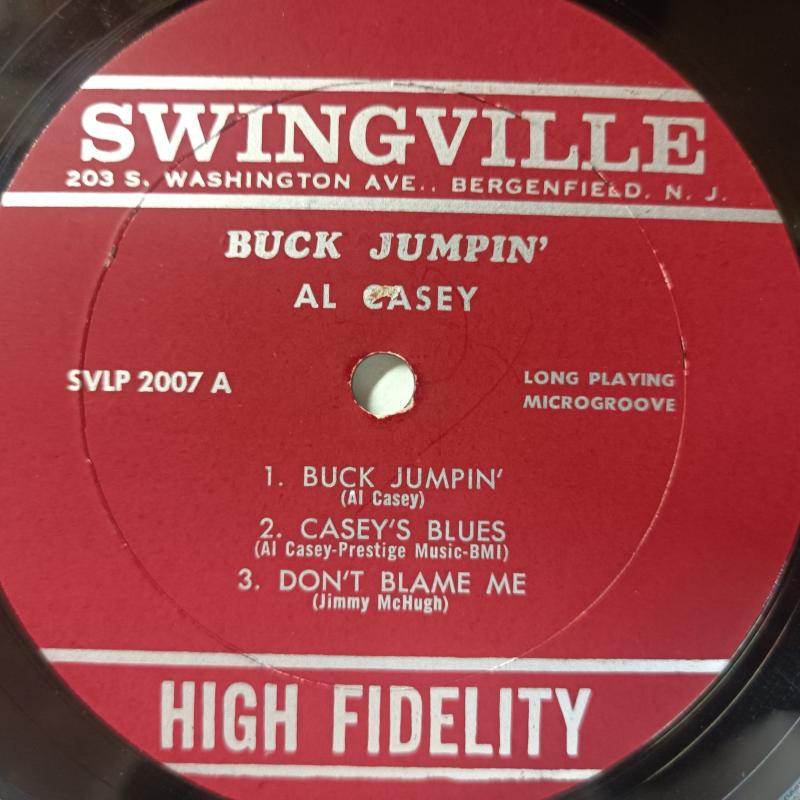 SWINGVILLE
203 S. WASHINGTON AVE., BERGENFIELD, N. J.
BUCK JUMPIN'
AL CASEY
SVLP 2007 A
LONG PLAYING
MICROGROOVE
1. BUCK JUMPIN'
(Al Casey)
2. CASEY'S BLUES
(Al Casey-Prestige Music-BMI)
3. DON'T BLAME ME
(Jimmy McHugh)
HIGH FIDELITY